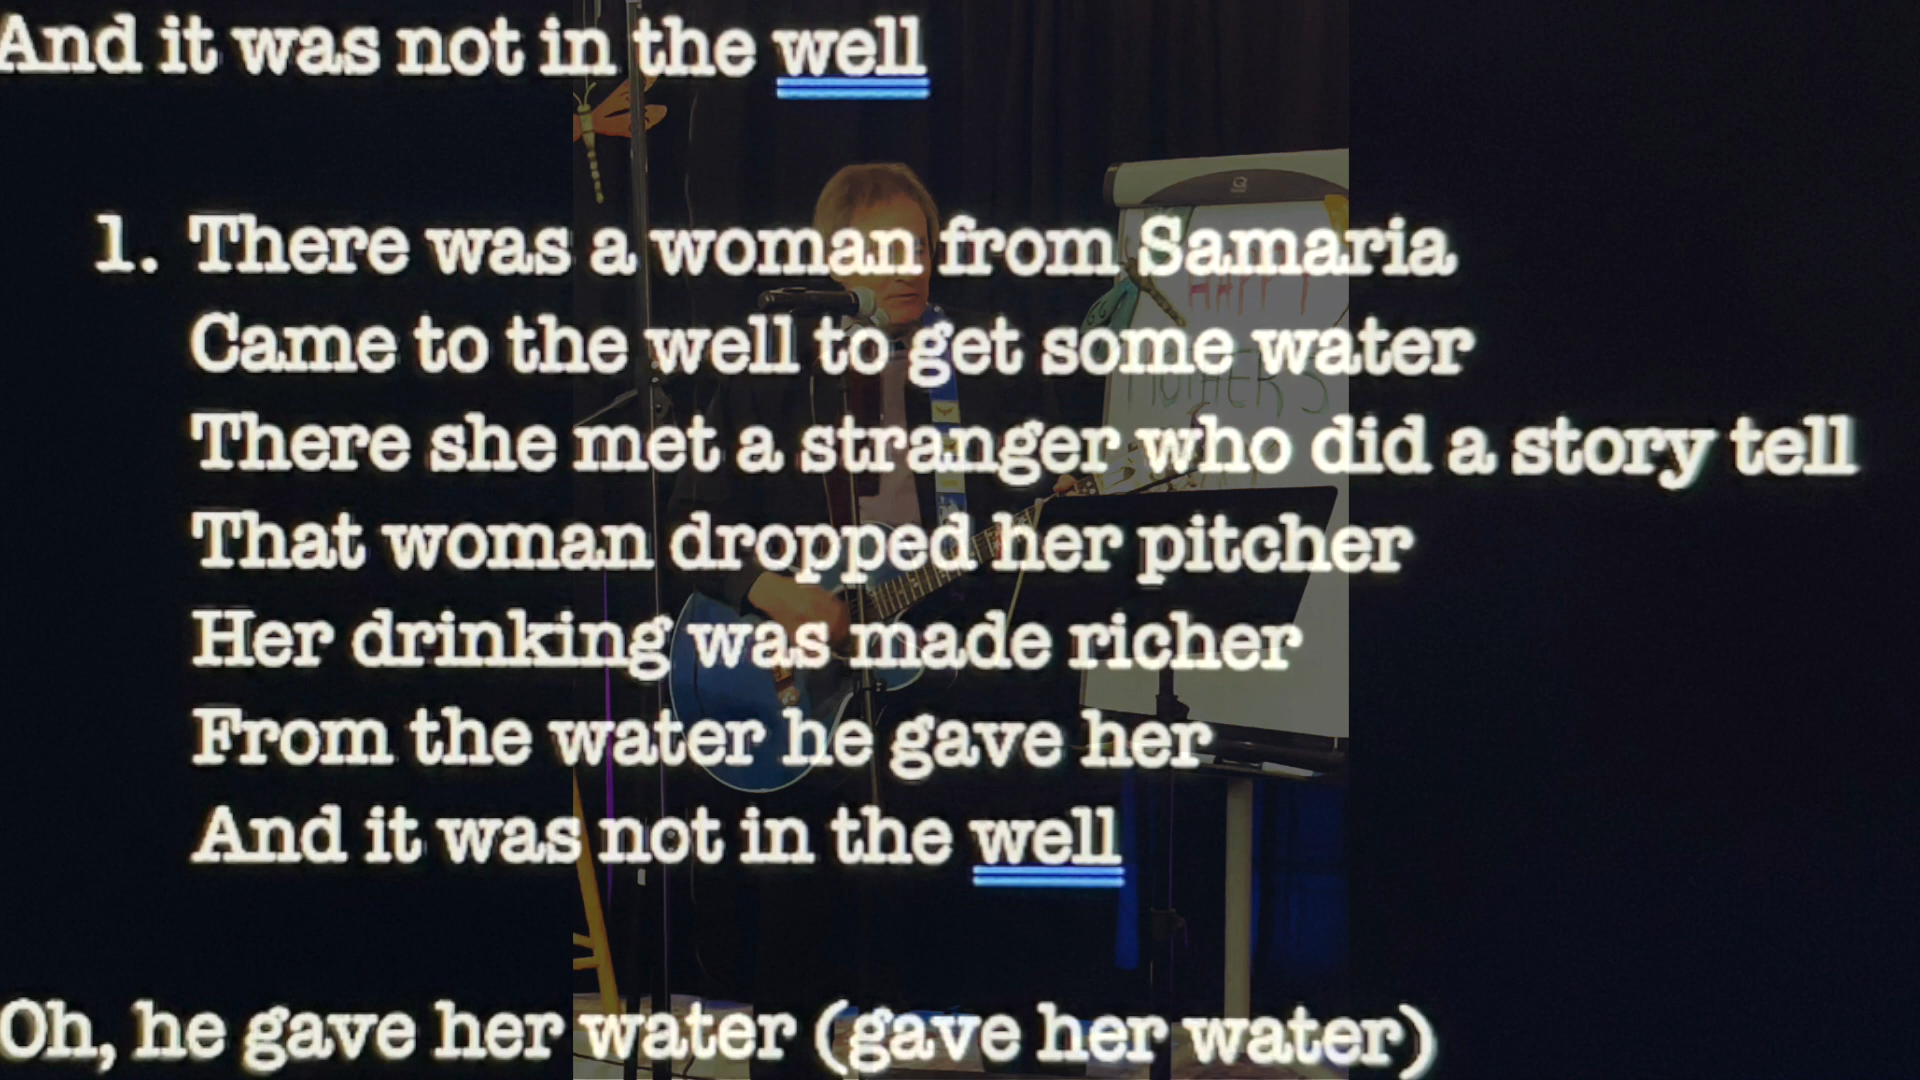 And it was not in the well
1. There was a woman from Samaria
HAPPY
Came to the well to get some water
MOTHERS
There she met a stranger who did a story tell
That woman dropped her pitcher
Her drinking was made richer
From the water he gave her
And it was not in the well
Oh, he gave her water (gave her water)